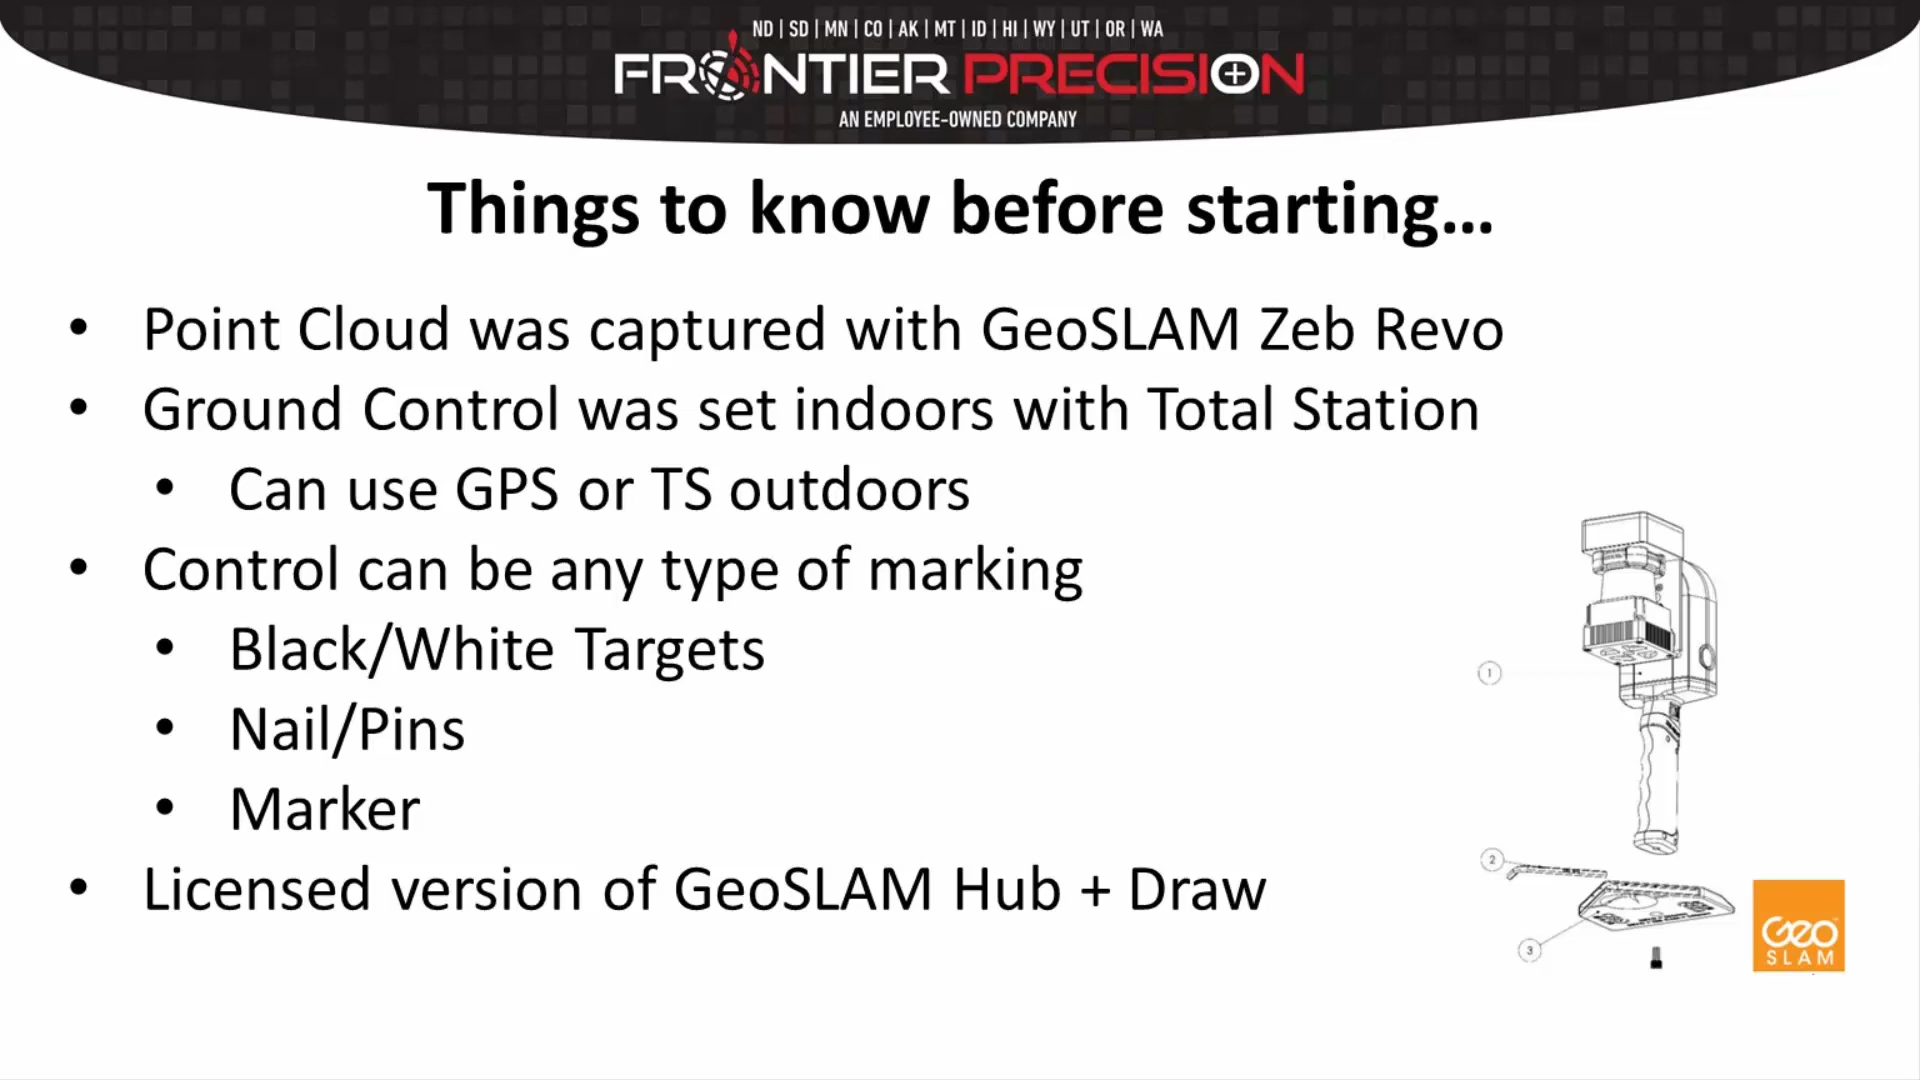 ND | SD | MN | CO | AK | MT | ID | HI | WY | UT | OR | WA
FRONTIER PRECISION
AN EMPLOYEE-OWNED COMPANY
Things to know before starting...
• Point Cloud was captured with GeoSLAM Zeb Revo
• Ground Control was set indoors with Total Station
• Can use GPS or TS outdoors
• Control can be any type of marking
• Black/White Targets
• Nail/Pins
• Marker
• Licensed version of GeoSLAM Hub + Draw
1
2
3
Geo
SLAM